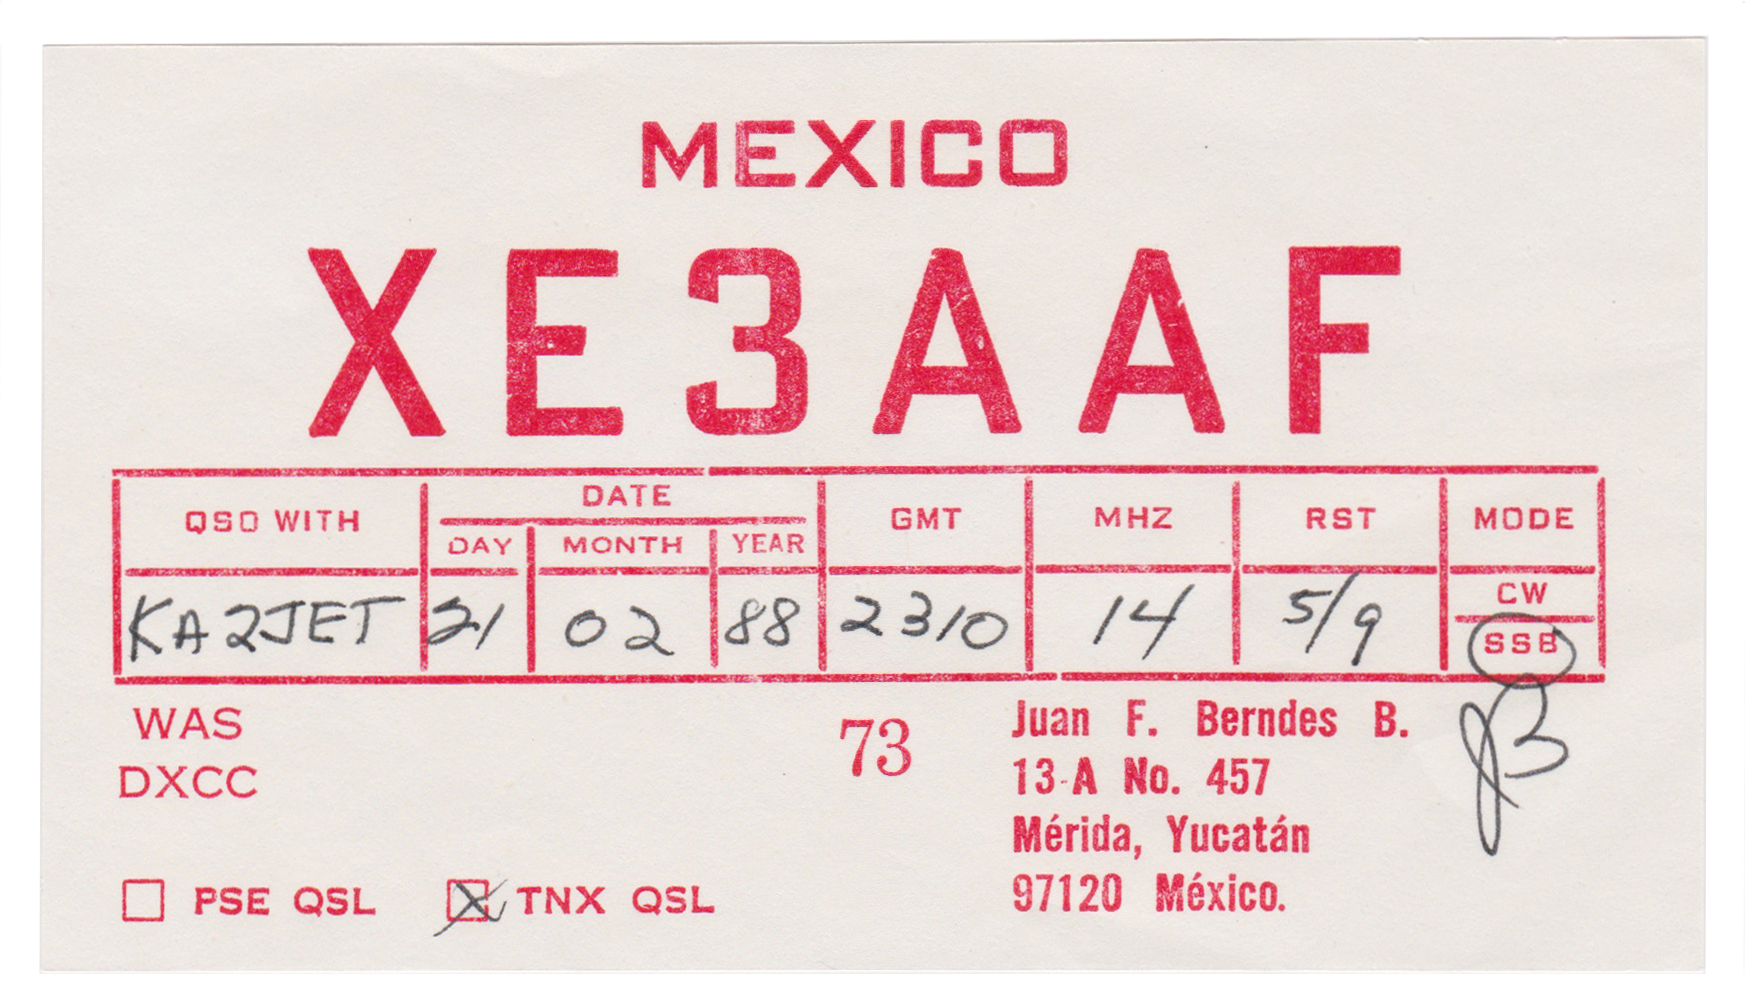 MEXICO
XE3AAF
QSO WITH DATE GMT MHZ RST MODE
DAY MONTH YEAR
CW
KA2JET 21 02 88 2310 14 5/9
SSB
WAS
DXCC
73
Juan F. Berndes B.
13-A No. 457
Mérida, Yucatán
97120 México.
JB
PSE QSL TNX QSL